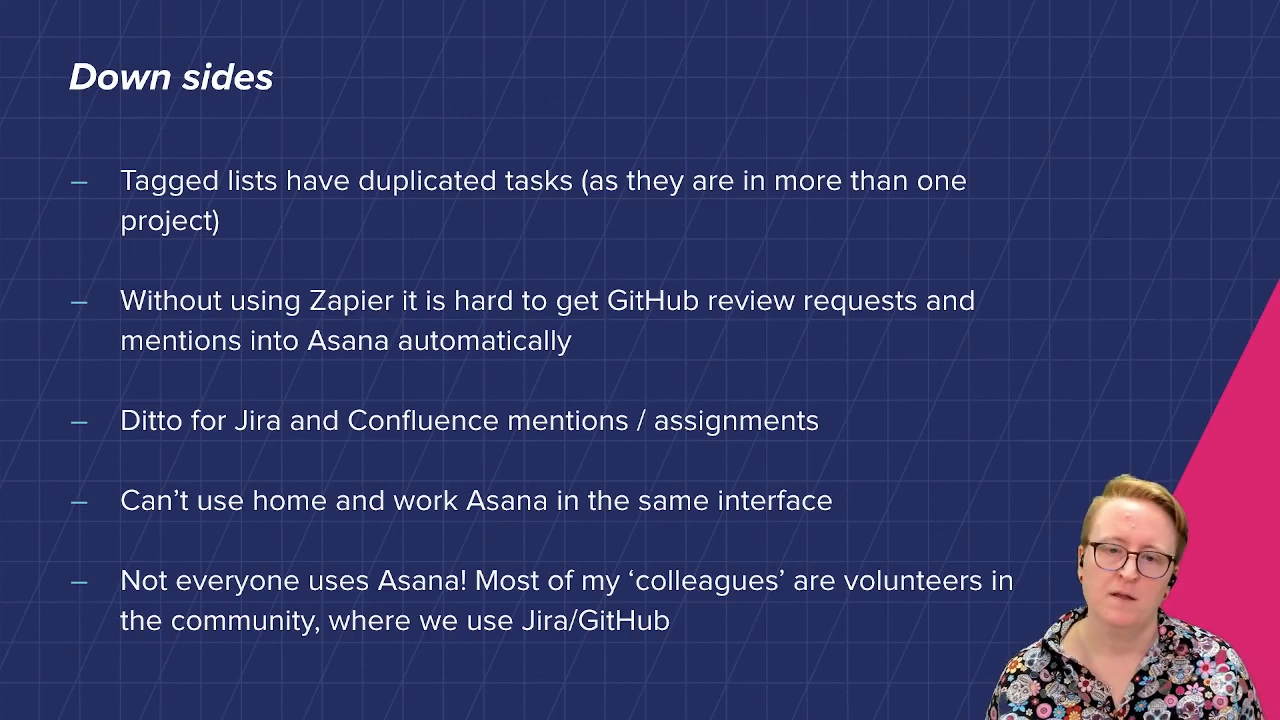 Down sides
– Tagged lists have duplicated tasks (as they are in more than one
project)
– Without using Zapier it is hard to get GitHub review requests and
mentions into Asana automatically
– Ditto for Jira and Confluence mentions / assignments
– Can’t use home and work Asana in the same interface
– Not everyone uses Asana! Most of my ‘colleagues’ are volunteers in
the community, where we use Jira/GitHub